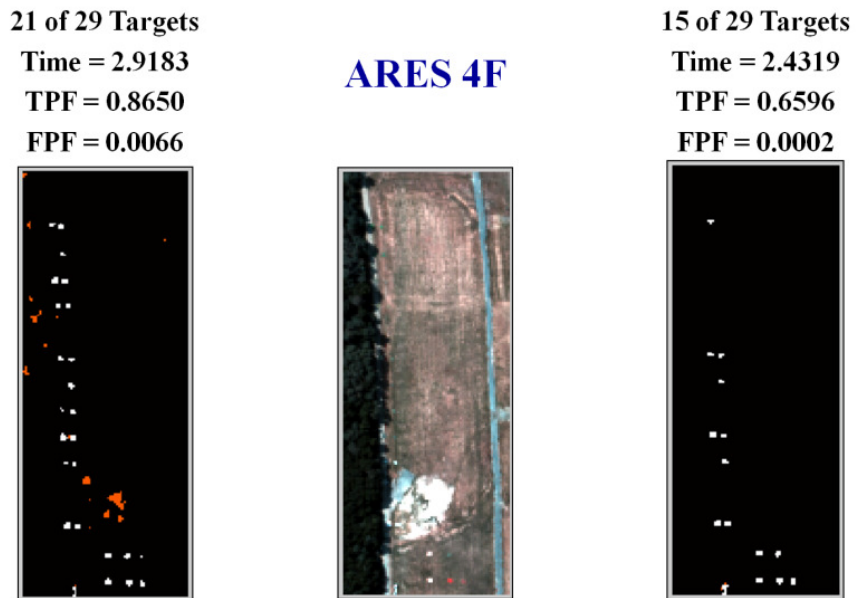 21 of 29 Targets
Time = 2.9183
TPF = 0.8650
FPF = 0.0066
ARES 4F
15 of 29 Targets
Time = 2.4319
TPF = 0.6596
FPF = 0.0002